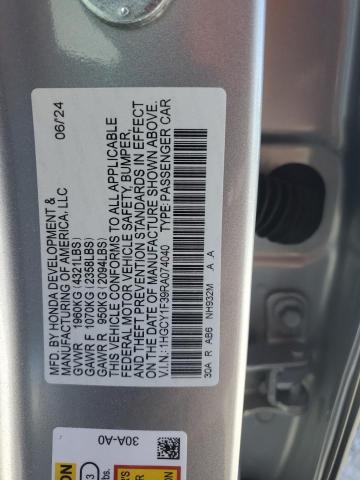 MFD. BY HONDA DEVELOPMENT & 06/24
MANUFACTURING OF AMERICA, LLC
GVWR 1960KG (4321LBS)
GAWR F 1070KG (2358LBS)
GAWR R 950KG (2094LBS)
THIS VEHICLE CONFORMS TO ALL APPLICABLE
FEDERAL MOTOR VEHICLE SAFETY, BUMPER,
AND THEFT PREVENTION STANDARDS IN EFFECT
ON THE DATE OF MANUFACTURE SHOWN ABOVE.
V.I.N.: 1HGCY1F39RA074040 TYPE: PASSENGER CAR
30A R AB6 NH932M A A
30A-A0
3